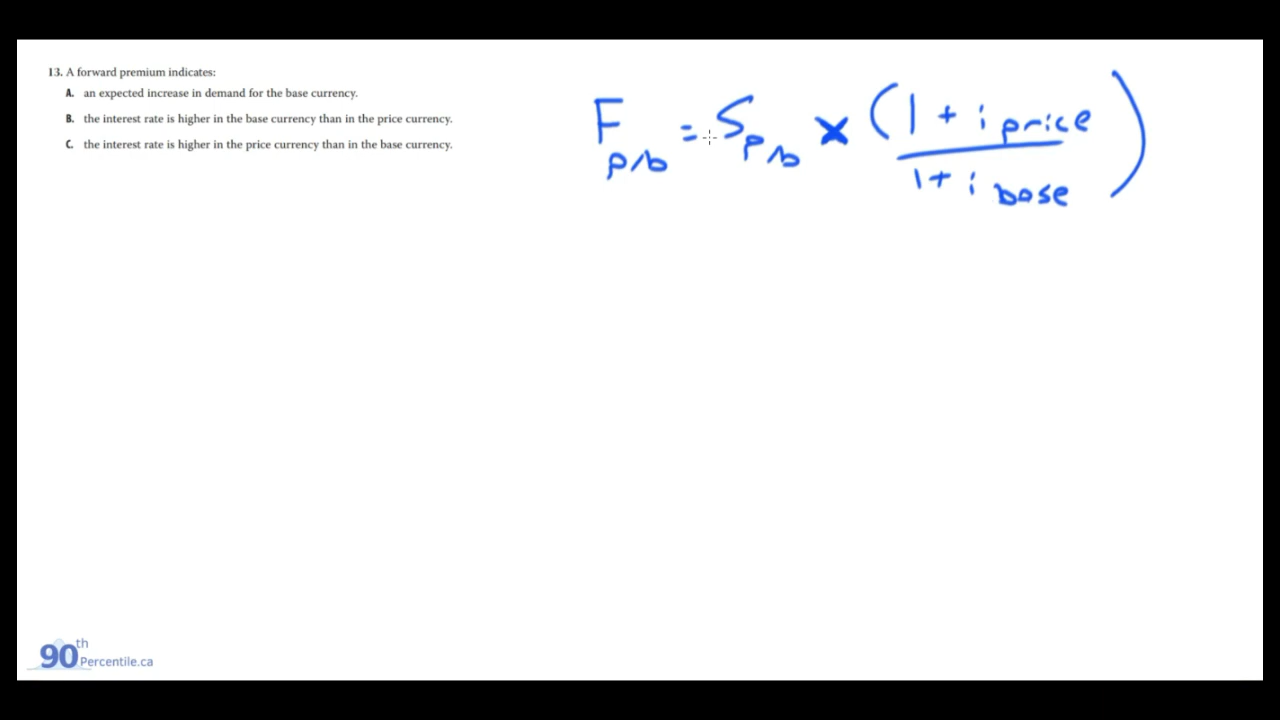 13. A forward premium indicates:
A. an expected increase in demand for the base currency.
B. the interest rate is higher in the base currency than in the price currency.
C. the interest rate is higher in the price currency than in the base currency.
F p/b = S p/b × (1 + i price
1 + i base)
90th
Percentile.ca